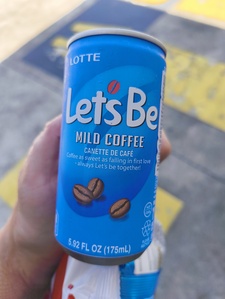 LOTTE
Let's Be
MILD COFFEE
CANETTE DE CAFÉ
Coffee as sweet as falling in first love
always Let's be together!
5.92 FL OZ (175mL)